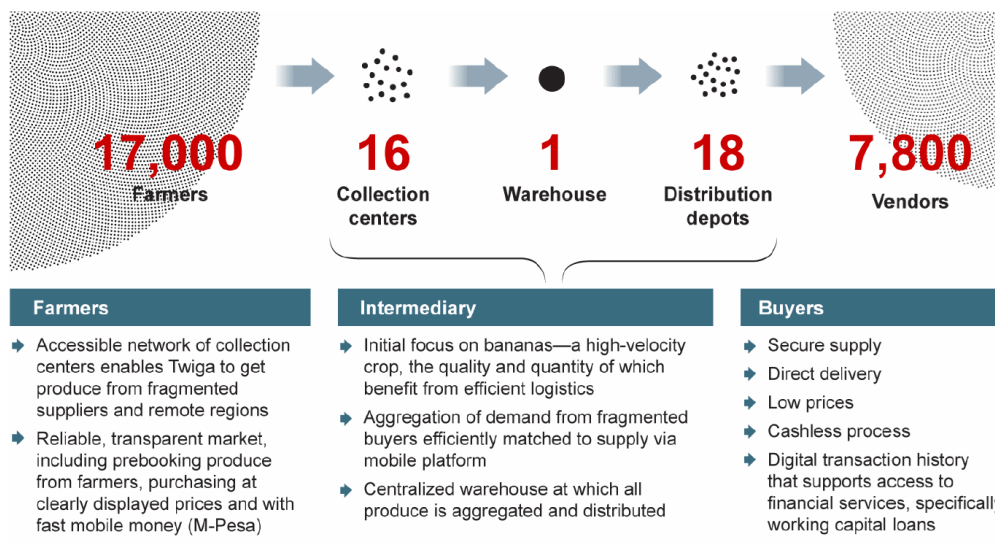 17,000
Farmers
16
Collection
centers
1
Warehouse
18
Distribution
depots
7,800
Vendors
Farmers
Accessible network of collection
centers enables Twiga to get
produce from fragmented
suppliers and remote regions
Reliable, transparent market,
including prebooking produce
from farmers, purchasing at
clearly displayed prices and with
fast mobile money (M-Pesa)
Intermediary
Initial focus on bananas—a high-velocity
crop, the quality and quantity of which
benefit from efficient logistics
Aggregation of demand from fragmented
buyers efficiently matched to supply via
mobile platform
Centralized warehouse at which all
produce is aggregated and distributed
Buyers
Secure supply
Direct delivery
Low prices
Cashless process
Digital transaction history
that supports access to
financial services, specifically
working capital loans